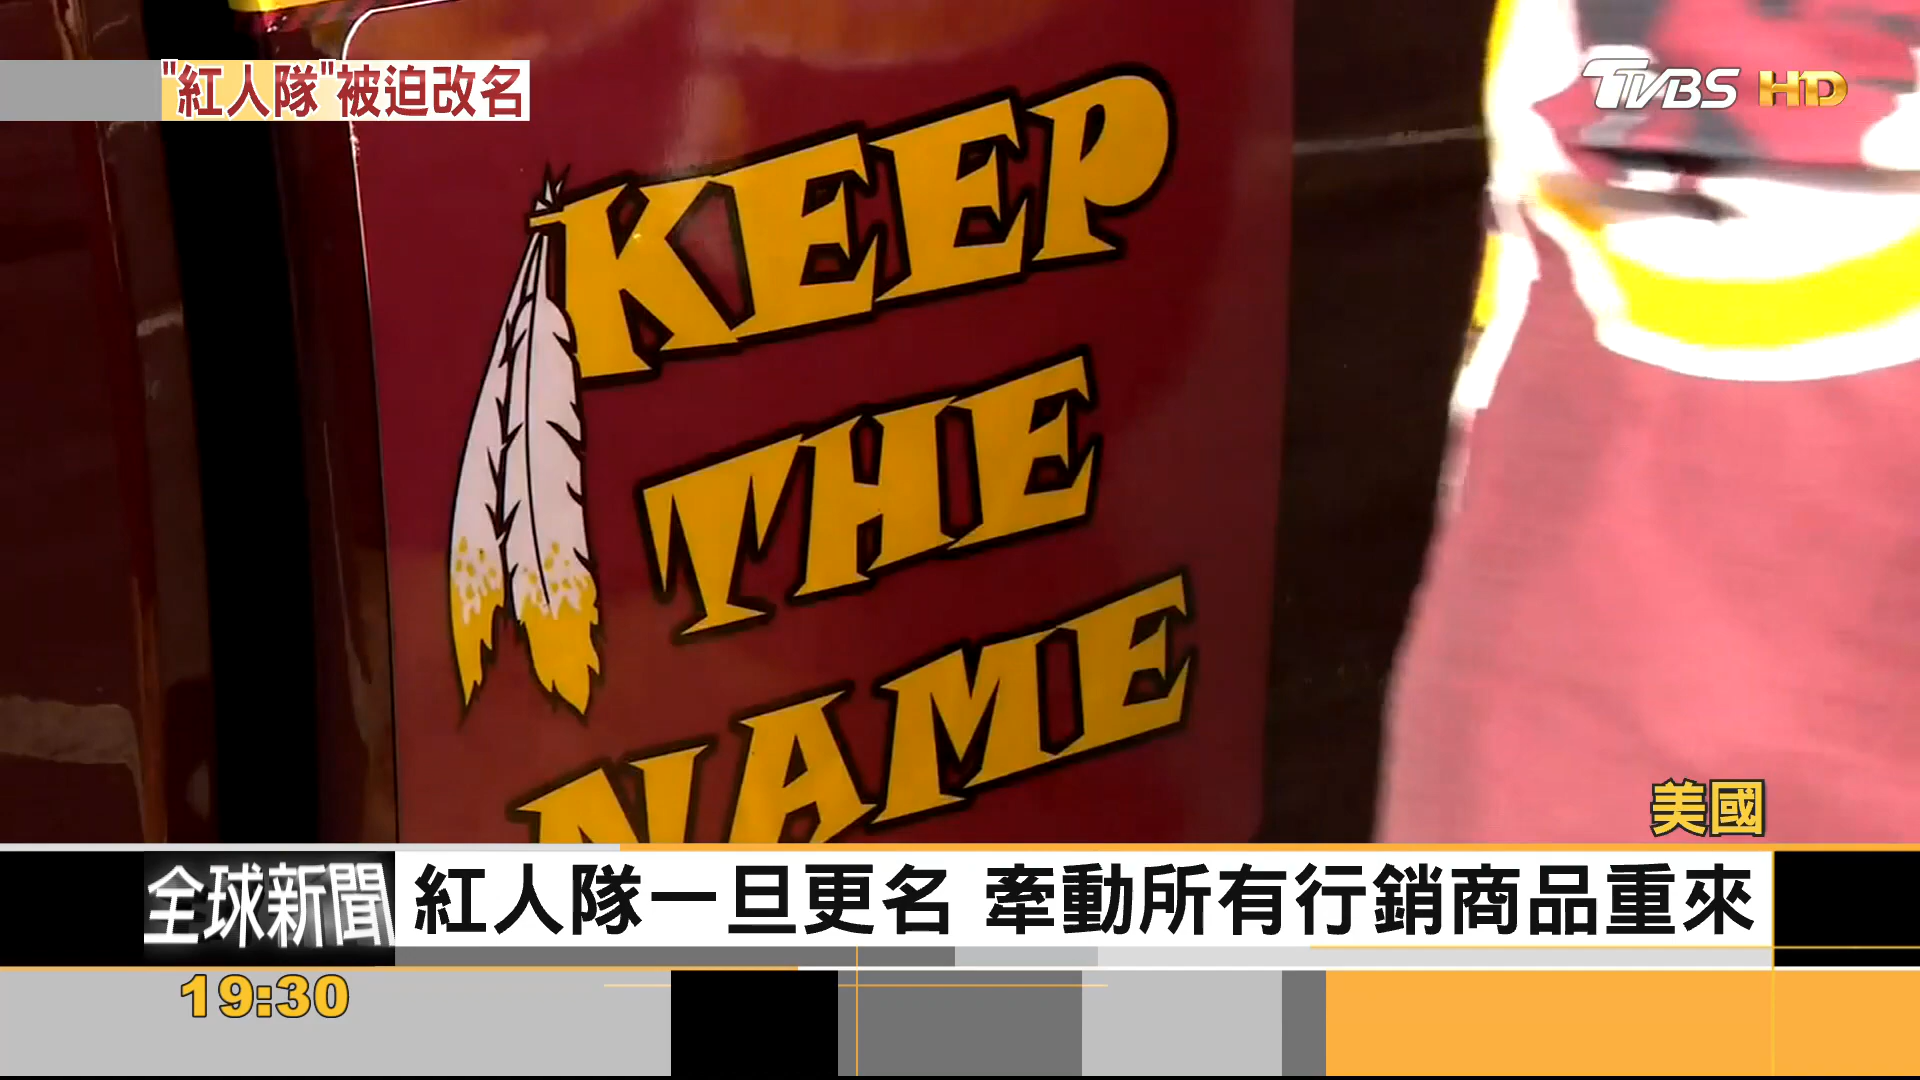 "紅人隊"被迫改名
TVBS HD
KEEP
THE
NAME
美國
全球新聞
紅人隊一旦更名 牽動所有行銷商品重來
19:30